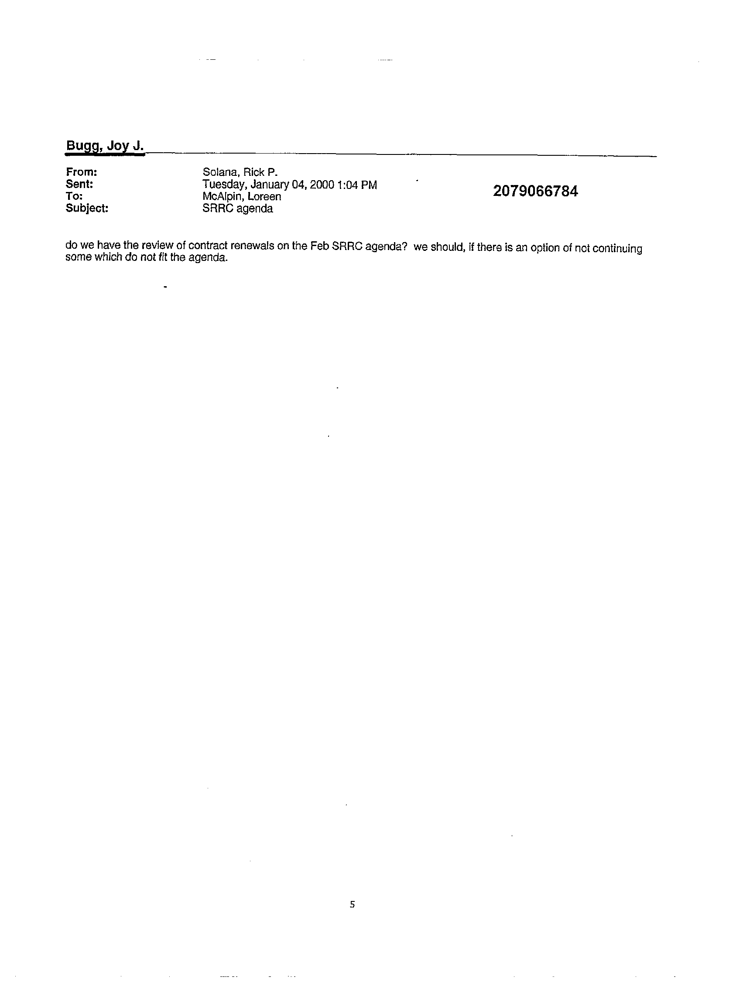 Bugg, Joy J.
From: Solana, Rick P.
Sent: Tuesday, January 04, 2000 1:04 PM
To: McAlpin, Loreen
Subject: SRRC agenda
2079066784
do we have the review of contract renewals on the Feb SRRC agenda? we should, if there is an option of not continuing
some which do not fit the agenda.
5